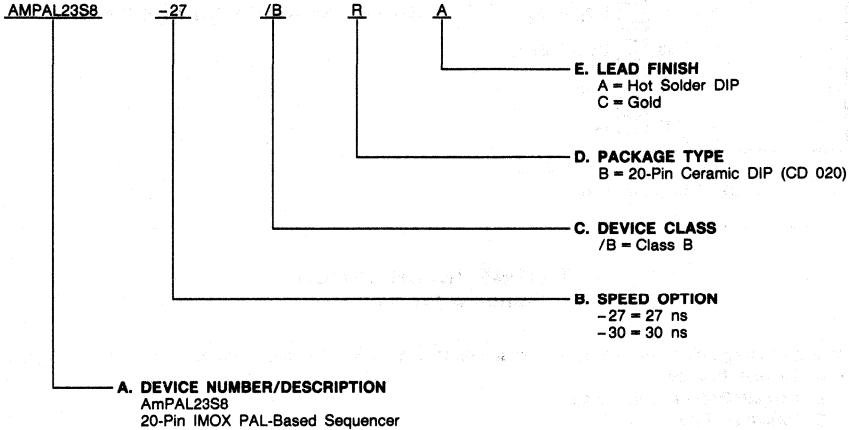 AMPAL23S8 -27 /B R A
E. LEAD FINISH
A = Hot Solder DIP
C = Gold
D. PACKAGE TYPE
B = 20-Pin Ceramic DIP (CD 020)
C. DEVICE CLASS
/B = Class B
B. SPEED OPTION
-27 = 27 ns
-30 = 30 ns
A. DEVICE NUMBER/DESCRIPTION
AmPAL23S8
20-Pin IMOX PAL-Based Sequencer